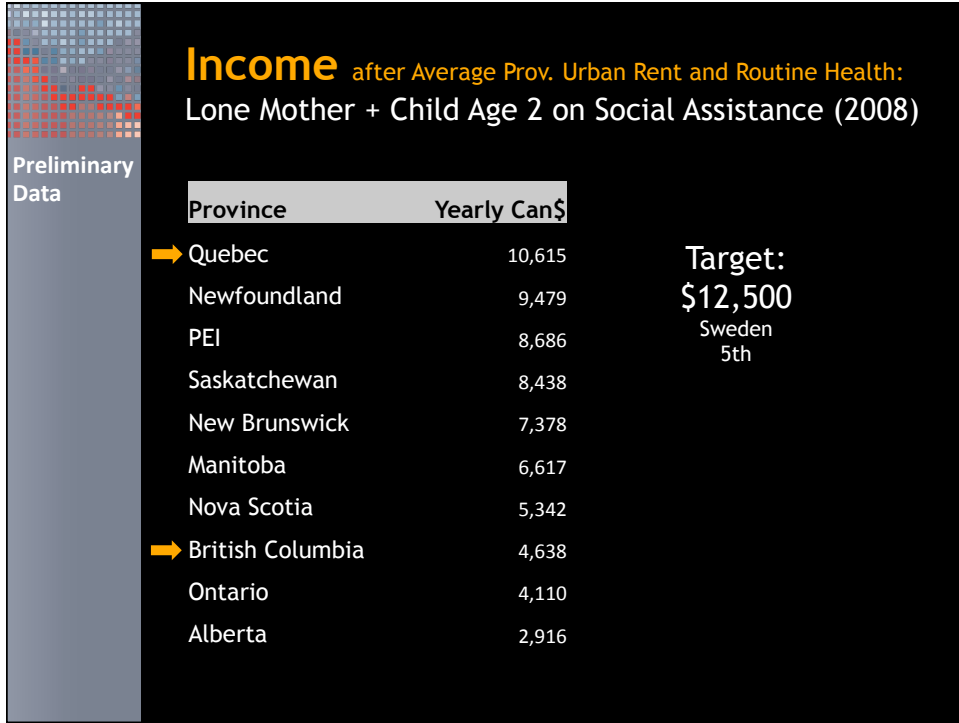 Income after Average Prov. Urban Rent and Routine Health:
Lone Mother + Child Age 2 on Social Assistance (2008)
Preliminary
Data
Province Yearly Can$
Quebec 10,615
Newfoundland 9,479
PEI 8,686
Saskatchewan 8,438
New Brunswick 7,378
Manitoba 6,617
Nova Scotia 5,342
British Columbia 4,638
Ontario 4,110
Alberta 2,916
Target:
$12,500
Sweden
5th